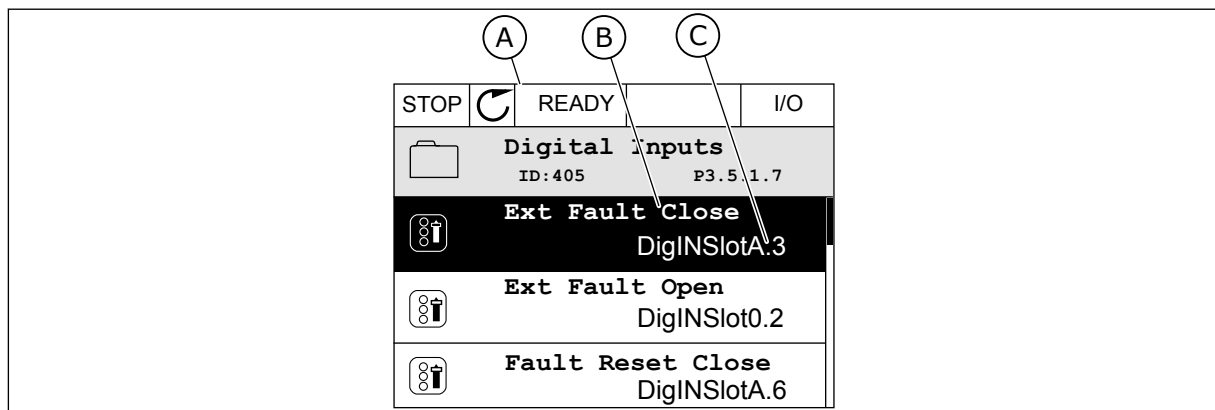 A B C
STOP READY I/O
Digital Inputs
ID:405 P3.5.1.7
Ext Fault Close
DigINSlotA.3
Ext Fault Open
DigINSlot0.2
Fault Reset Close
DigINSlotA.6